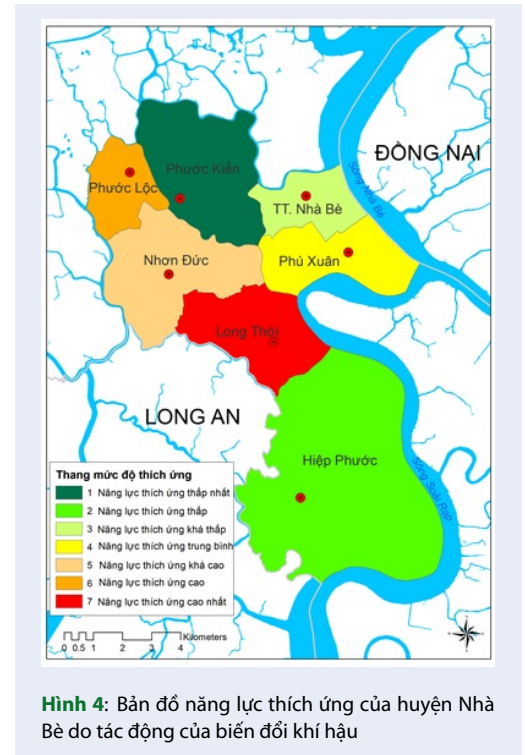 ĐỒNG NAI
Sông Nhà Bè
Phước Kiển
Phước Lộc
TT. Nhà Bè
Nhơn Đức
Phú Xuân
Long Thới
LONG AN
Hiệp Phước
Sông Soài Rạp
Thang mức độ thích ứng
1 Năng lực thích ứng thấp nhất
2 Năng lực thích ứng thấp
3 Năng lực thích ứng khá thấp
4 Năng lực thích ứng trung bình
5 Năng lực thích ứng khá cao
6 Năng lực thích ứng cao
7 Năng lực thích ứng cao nhất
Kilometers
0 0.5 1 2 3 4
Hình 4: Bản đồ năng lực thích ứng của huyện Nhà
Bè do tác động của biến đổi khí hậu